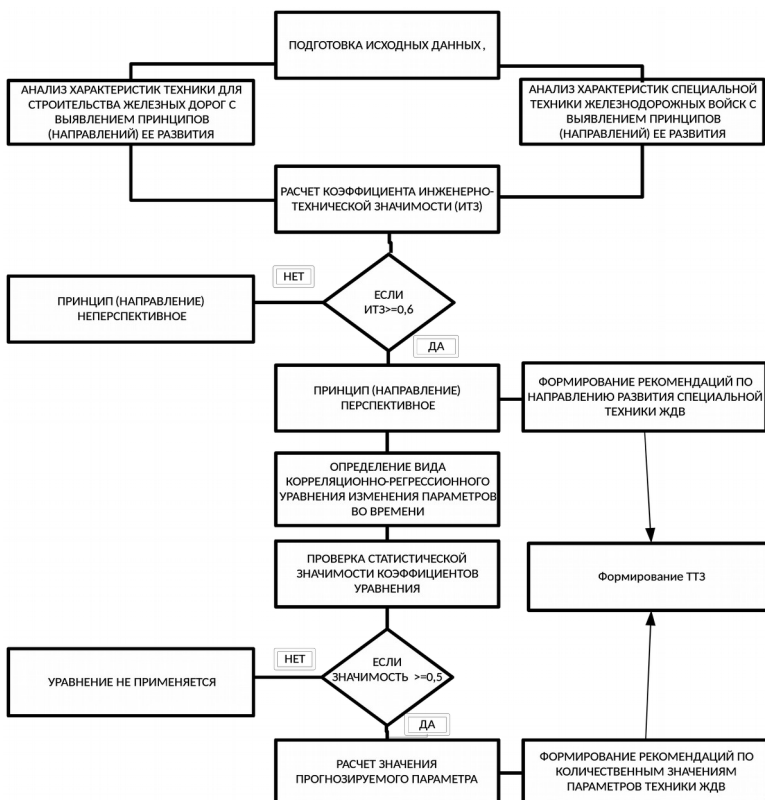 ПОДГОТОВКА ИСХОДНЫХ ДАННЫХ ,
АНАЛИЗ ХАРАКТЕРИСТИК ТЕХНИКИ ДЛЯ
СТРОИТЕЛЬСТВА ЖЕЛЕЗНЫХ ДОРОГ С
ВЫЯВЛЕНИЕМ ПРИНЦИПОВ
(НАПРАВЛЕНИЙ) ЕЕ РАЗВИТИЯ
АНАЛИЗ ХАРАКТЕРИСТИК СПЕЦИАЛЬНОЙ
ТЕХНИКИ ЖЕЛЕЗНОДОРОЖНЫХ ВОЙСК С
ВЫЯВЛЕНИЕМ ПРИНЦИПОВ
(НАПРАВЛЕНИЙ) ЕЕ РАЗВИТИЯ
РАСЧЕТ КОЭФФИЦИЕНТА ИНЖЕНЕРНО-
ТЕХНИЧЕСКОЙ ЗНАЧИМОСТИ (ИТЗ)
НЕТ
ПРИНЦИП (НАПРАВЛЕНИЕ)
НЕПЕРСПЕКТИВНОЕ
ЕСЛИ
ИТЗ>=0,6
ДА
ПРИНЦИП (НАПРАВЛЕНИЕ)
ПЕРСПЕКТИВНОЕ
ФОРМИРОВАНИЕ РЕКОМЕНДАЦИЙ ПО
НАПРАВЛЕНИЮ РАЗВИТИЯ СПЕЦИАЛЬНОЙ
ТЕХНИКИ ЖДВ
ОПРЕДЕЛЕНИЕ ВИДА
КОРРЕЛЯЦИОННО-РЕГРЕССИОННОГО
УРАВНЕНИЯ ИЗМЕНЕНИЯ ПАРАМЕТРОВ
ВО ВРЕМЕНИ
ПРОВЕРКА СТАТИСТИЧЕСКОЙ
ЗНАЧИМОСТИ КОЭФФИЦИЕНТОВ
УРАВНЕНИЯ
Формирование ТТЗ
НЕТ
УРАВНЕНИЕ НЕ ПРИМЕНЯЕТСЯ
ЕСЛИ
ЗНАЧИМОСТЬ >=0,5
ДА
РАСЧЕТ ЗНАЧЕНИЯ
ПРОГНОЗИРУЕМОГО ПАРАМЕТРА
ФОРМИРОВАНИЕ РЕКОМЕНДАЦИЙ ПО
КОЛИЧЕСТВЕННЫМ ЗНАЧЕНИЯМ
ПАРАМЕТРОВ ТЕХНИКИ ЖДВ